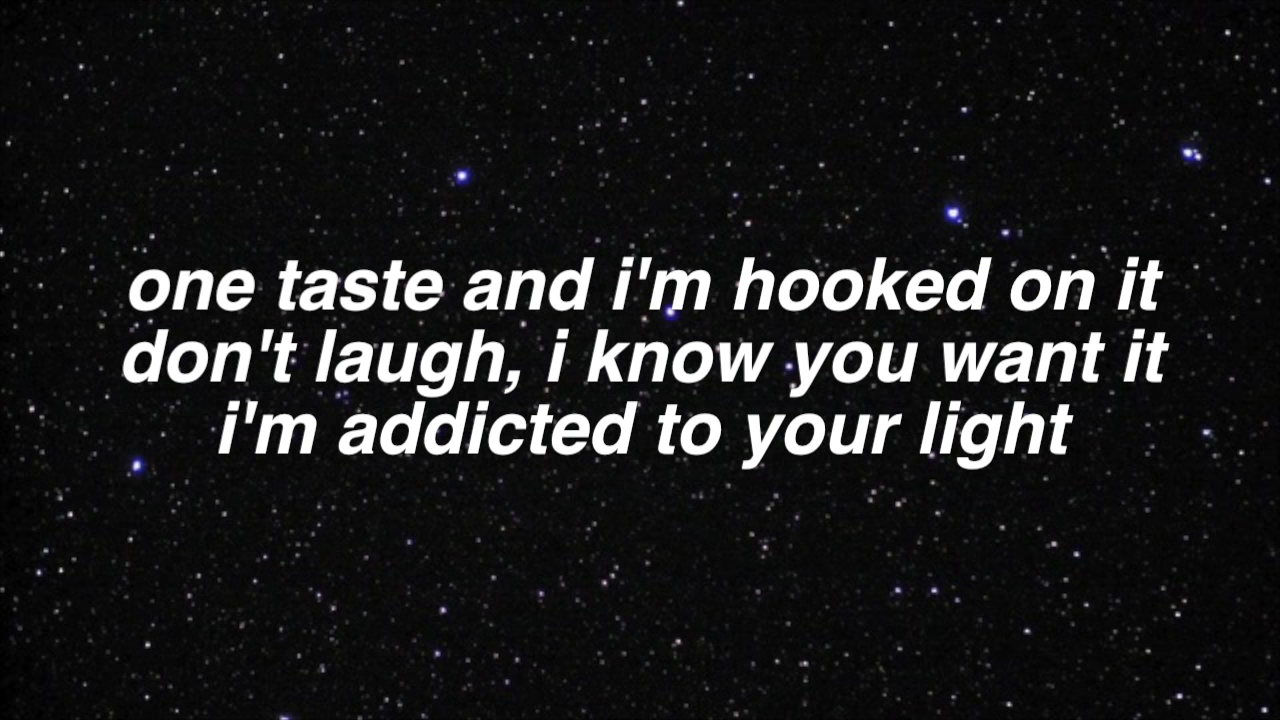 one taste and i'm hooked on it
don't laugh, i know you want it
i'm addicted to your light